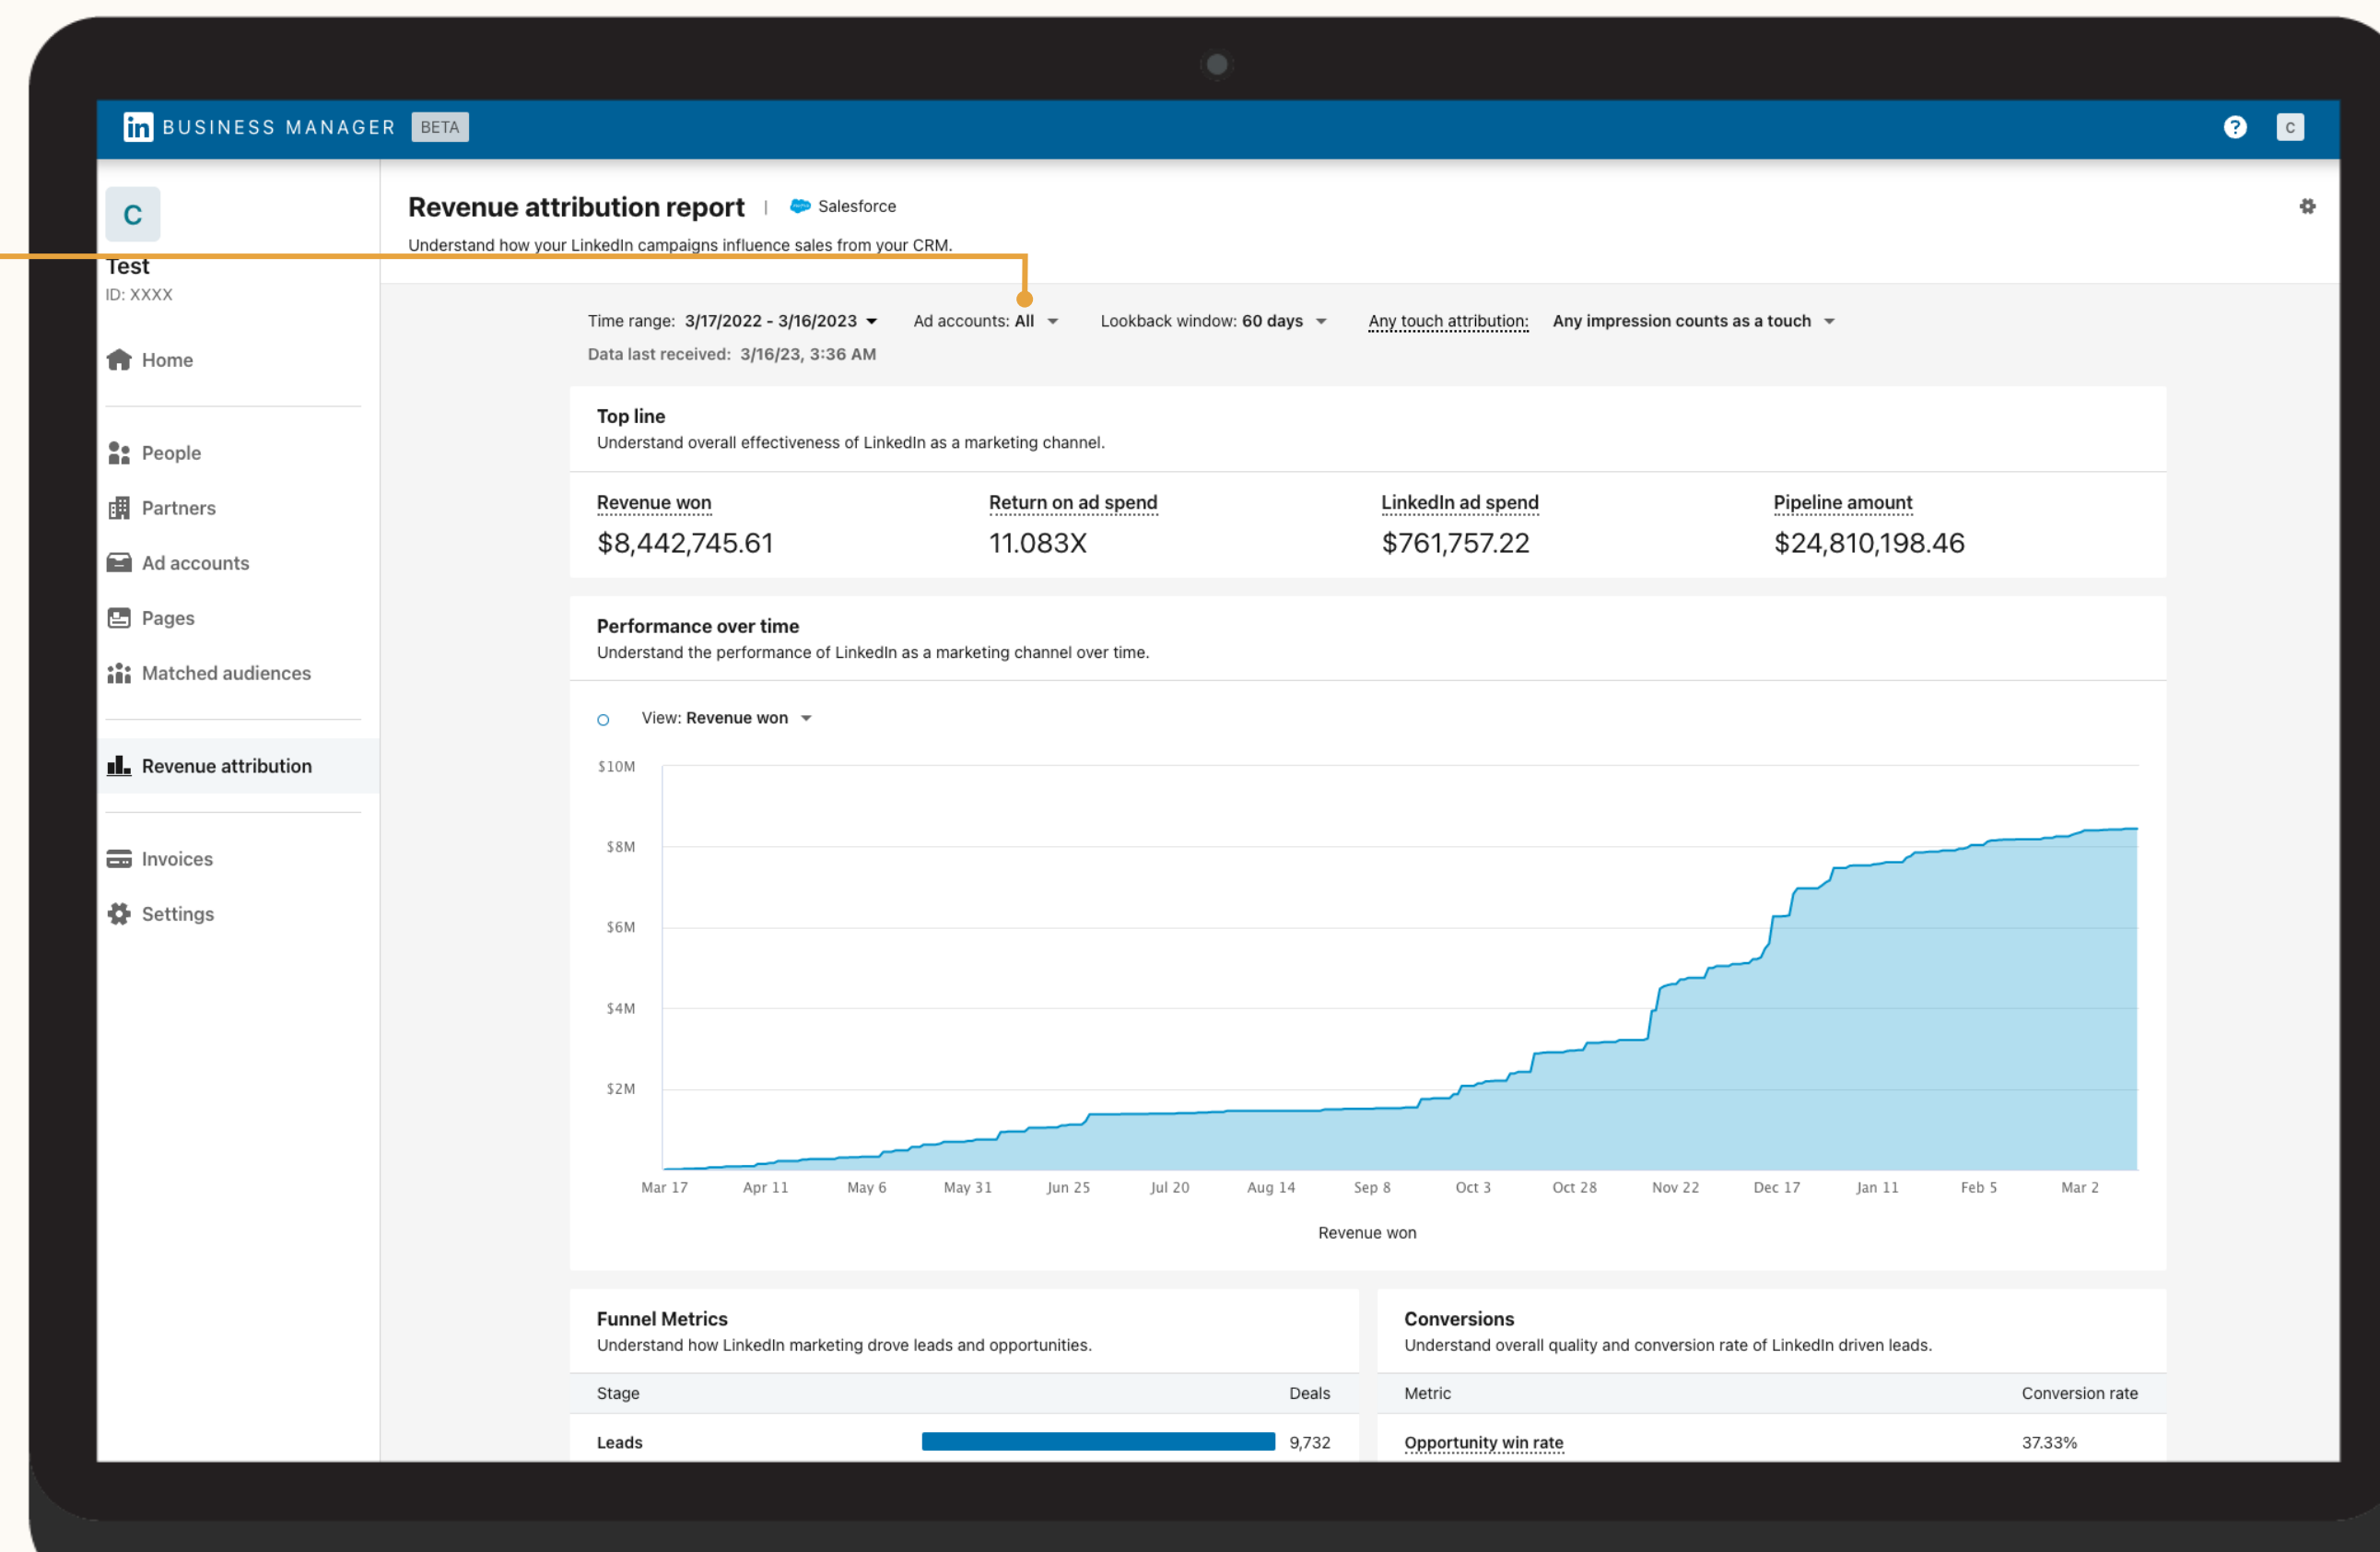 in BUSINESS MANAGER BETA
? C
C
Test
ID: XXXX
Home
People
Partners
Ad accounts
Pages
Matched audiences
Revenue attribution
Invoices
Settings
Revenue attribution report | Salesforce
Understand how your LinkedIn campaigns influence sales from your CRM.
Time range: 3/17/2022 - 3/16/2023 Ad accounts: All Lookback window: 60 days Any touch attribution: Any impression counts as a touch
Data last received: 3/16/23, 3:36 AM
Top line
Understand overall effectiveness of LinkedIn as a marketing channel.
Revenue won Return on ad spend LinkedIn ad spend Pipeline amount
$8,442,745.61 11.083X $761,757.22 $24,810,198.46
Performance over time
Understand the performance of LinkedIn as a marketing channel over time.
View: Revenue won
$10M
$8M
$6M
$4M
$2M
Mar 17 Apr 11 May 6 May 31 Jun 25 Jul 20 Aug 14 Sep 8 Oct 3 Oct 28 Nov 22 Dec 17 Jan 11 Feb 5 Mar 2
Revenue won
Funnel Metrics
Understand how LinkedIn marketing drove leads and opportunities.
Stage Deals
Leads 9,732
Conversions
Understand overall quality and conversion rate of LinkedIn driven leads.
Metric Conversion rate
Opportunity win rate 37.33%